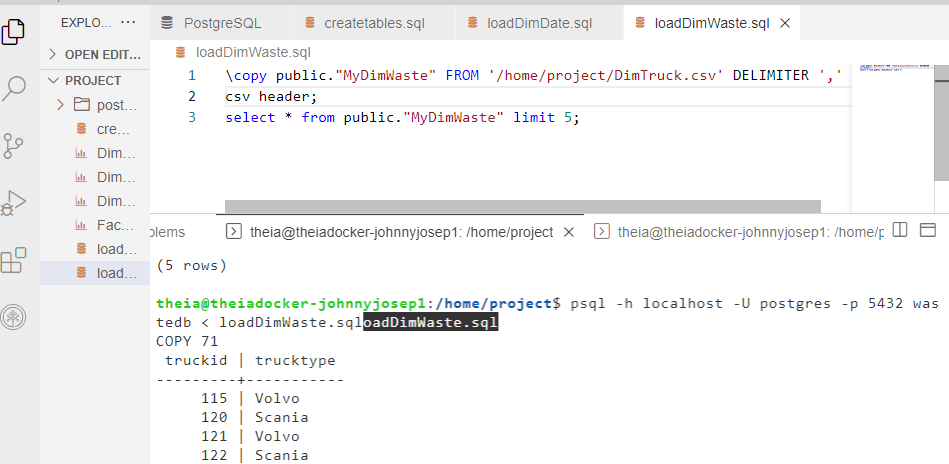 EXPLO... ...
PostgreSQL
createtables.sql
loadDimDate.sql
loadDimWaste.sql
OPEN EDIT...
PROJECT
post...
cre...
Dim...
Dim...
Dim...
Fac...
load...
load...
loadDimWaste.sql
1 \copy public."MyDimWaste" FROM '/home/project/DimTruck.csv' DELIMITER ','
2 csv header;
3 select * from public."MyDimWaste" limit 5;
blems
theia@theiadocker-johnnyjosep1: /home/project
theia@theiadocker-johnnyjosep1: /home/p
(5 rows)
theia@theiadocker-johnnyjosep1:/home/project$ psql -h localhost -U postgres -p 5432 was
tedb < loadDimWaste.sqloadDimWaste.sql
COPY 71
truckid | trucktype
---------+-----------
115 | Volvo
120 | Scania
121 | Volvo
122 | Scania